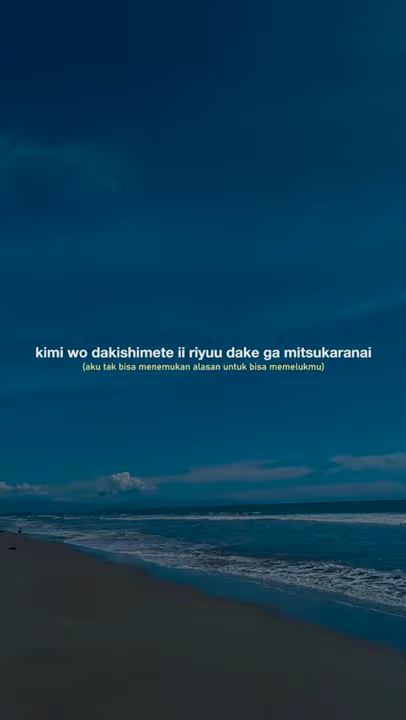 kimi wo dakishimete ii riyuu dake ga mitsukaranai
(aku tak bisa menemukan alasan untuk bisa memelukmu)